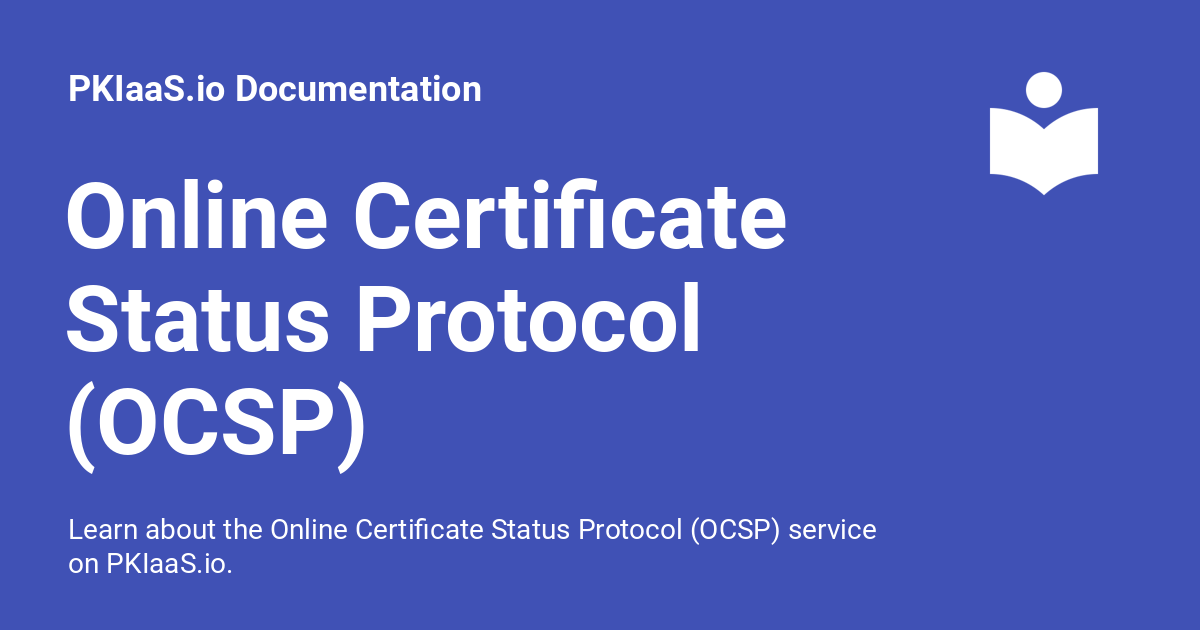 PKIaaS.io Documentation
Online Certificate
Status Protocol
(OCSP)
Learn about the Online Certificate Status Protocol (OCSP) service
on PKIaaS.io.